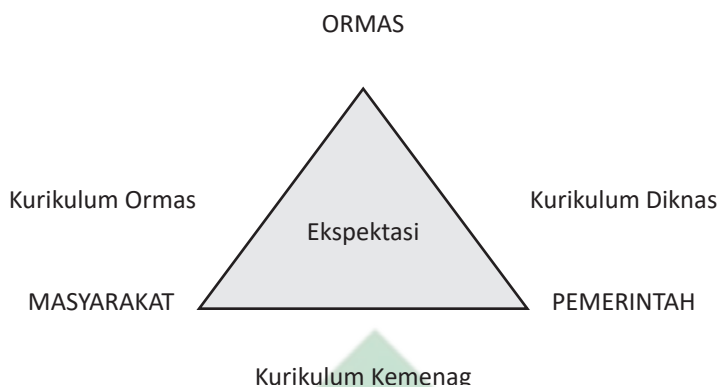 ORMAS
Kurikulum Ormas
Kurikulum Diknas
Ekspektasi
MASYARAKAT
PEMERINTAH
Kurikulum Kemenag